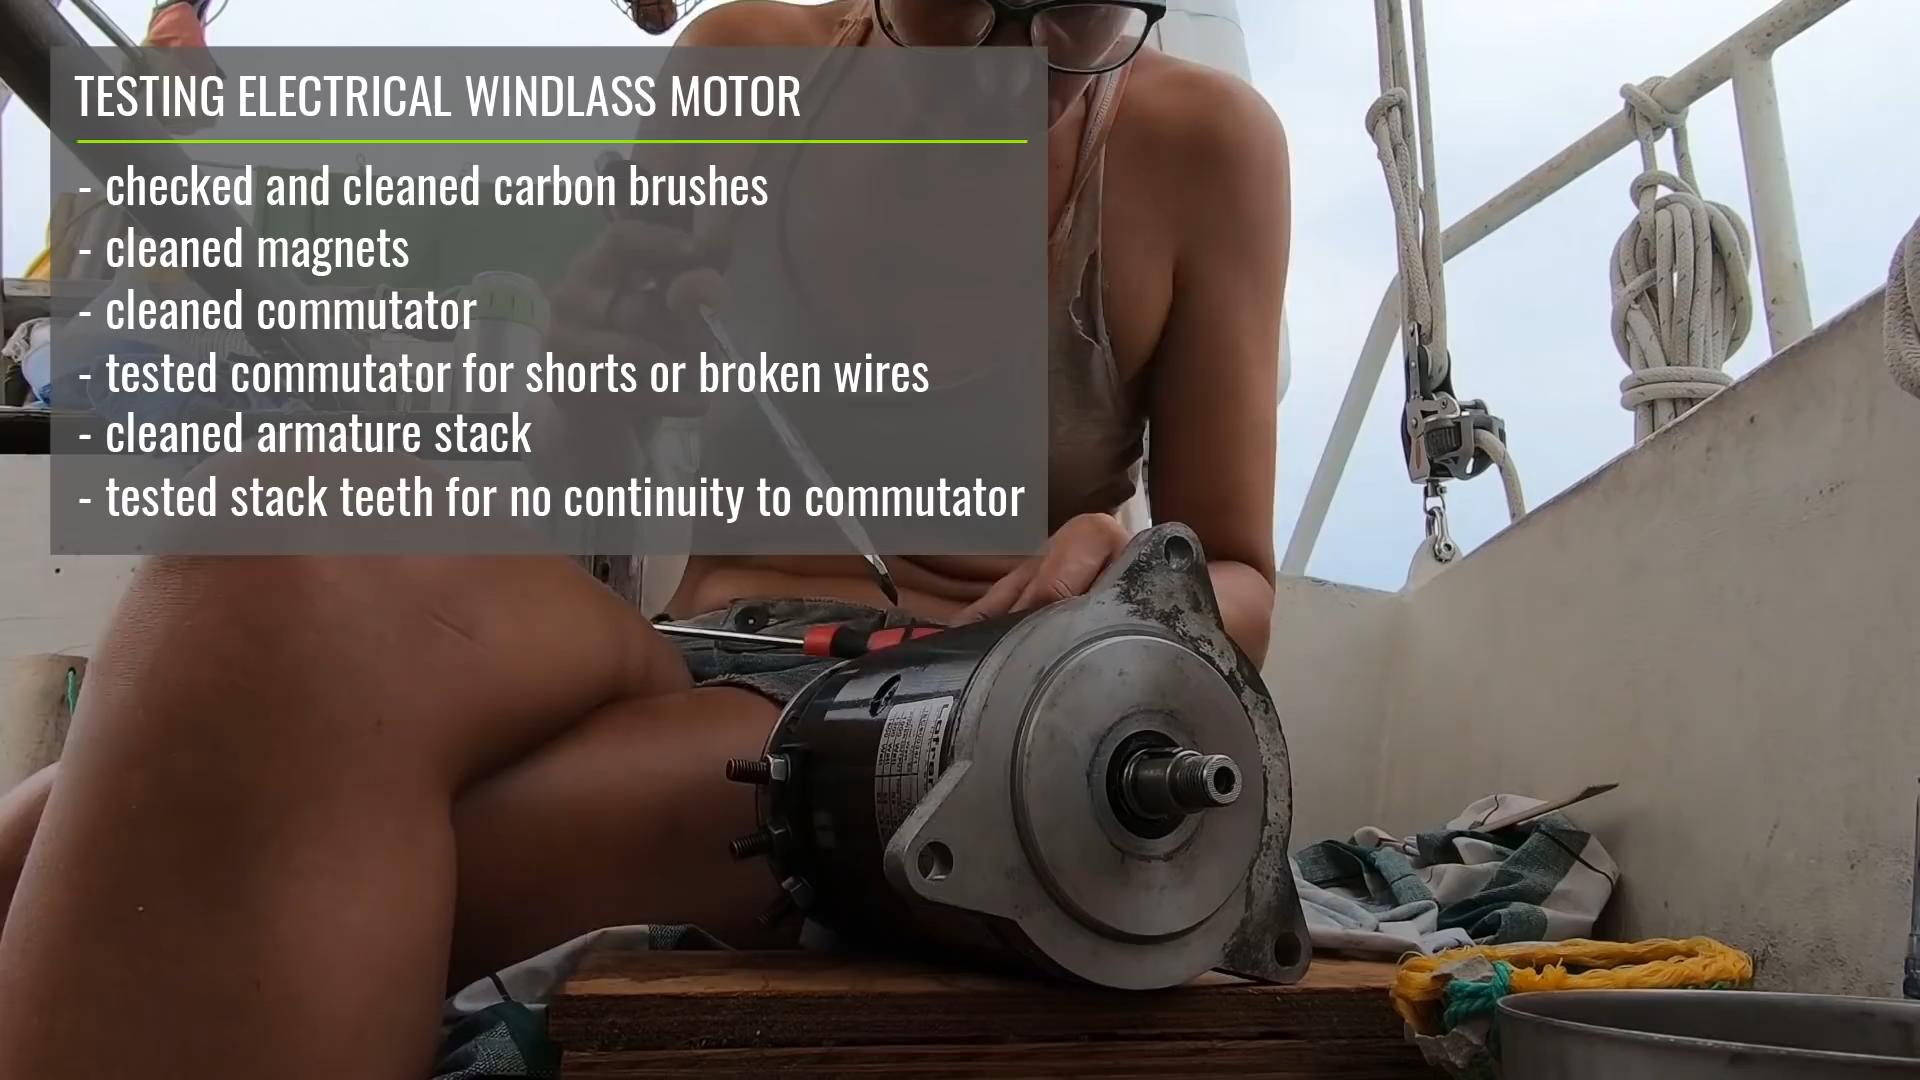 TESTING ELECTRICAL WINDLASS MOTOR
- checked and cleaned carbon brushes
- cleaned magnets
- cleaned commutator
- tested commutator for shorts or broken wires
- cleaned armature stack
- tested stack teeth for no continuity to commutator